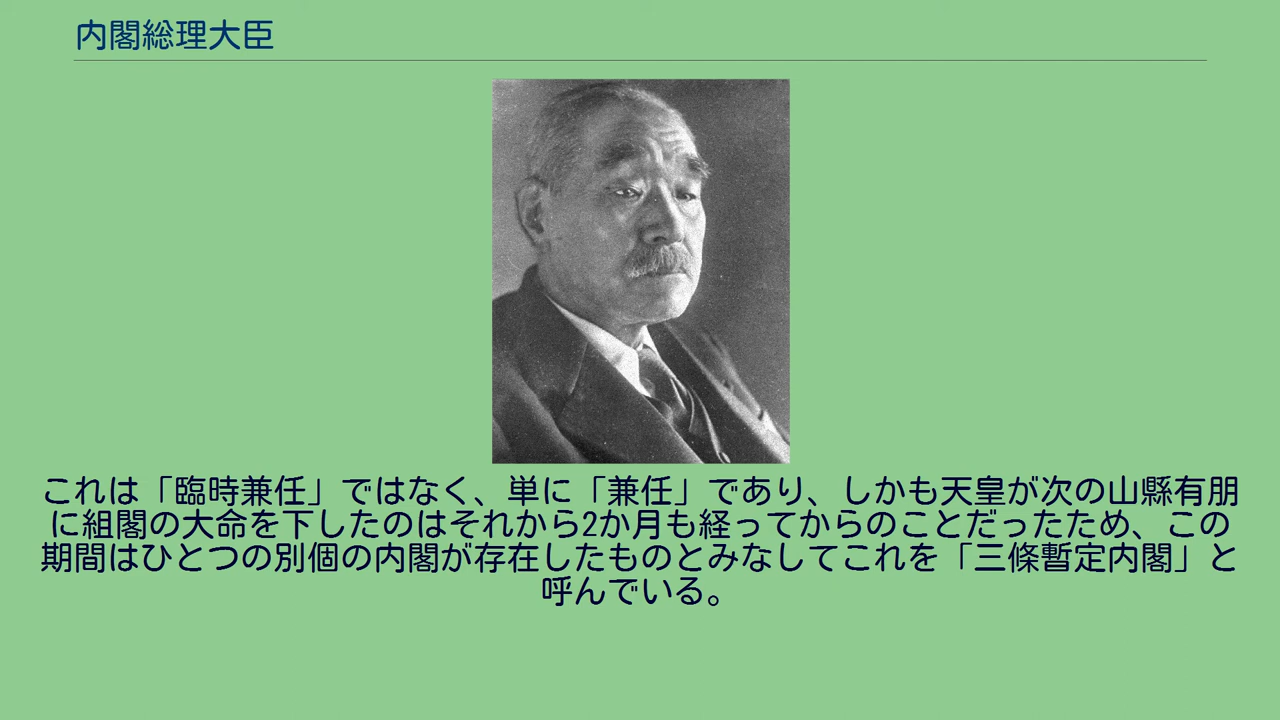 内閣総理大臣
これは「臨時兼任」ではなく、単に「兼任」であり、しかも天皇が次の山縣有朋
に組閣の大命を下したのはそれから2か月も経ってからのことだったため、この
期間はひとつの別個の内閣が存在したものとみなしてこれを「三條暫定内閣」と
呼んでいる。